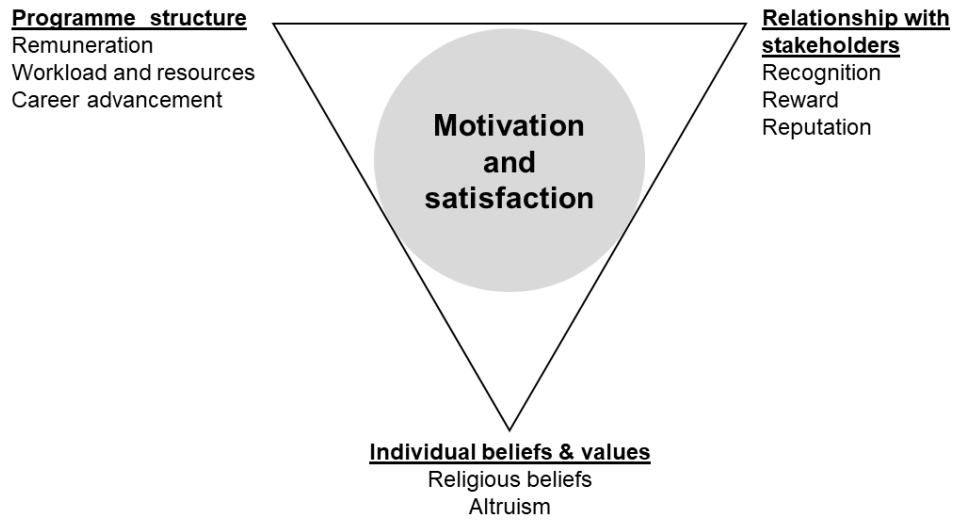 Programme structure
Remuneration
Workload and resources
Career advancement
Relationship with
stakeholders
Recognition
Reward
Reputation
Motivation
and
satisfaction
Individual beliefs & values
Religious beliefs
Altruism